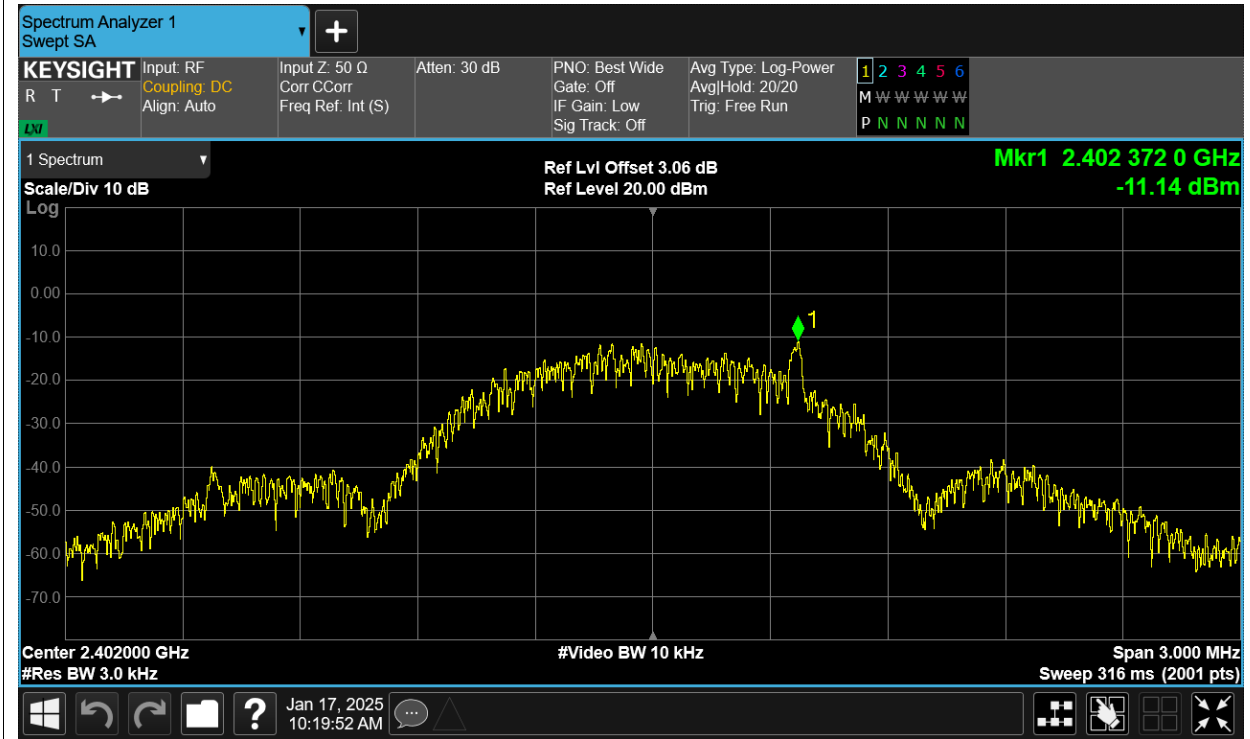 Spectrum Analyzer 1
Swept SA
KEYSIGHT
R T
LXI
Input: RF
Coupling: DC
Align: Auto
Input Z: 50 Ω
Corr CCorr
Freq Ref: Int (S)
Atten: 30 dB
PNO: Best Wide
Gate: Off
IF Gain: Low
Sig Track: Off
Avg Type: Log-Power
Avg|Hold: 20/20
Trig: Free Run
1 2 3 4 5 6
M W W W W W W
P N N N N N N
1 Spectrum
Scale/Div 10 dB
Log
Ref Lvl Offset 3.06 dB
Ref Level 20.00 dBm
Mkr1 2.402 372 0 GHz
-11.14 dBm
10.0
0.00
-10.0
-20.0
-30.0
-40.0
-50.0
-60.0
-70.0
1
Center 2.402000 GHz
#Res BW 3.0 kHz
#Video BW 10 kHz
Span 3.000 MHz
Sweep 316 ms (2001 pts)
?
Jan 17, 2025
10:19:52 AM